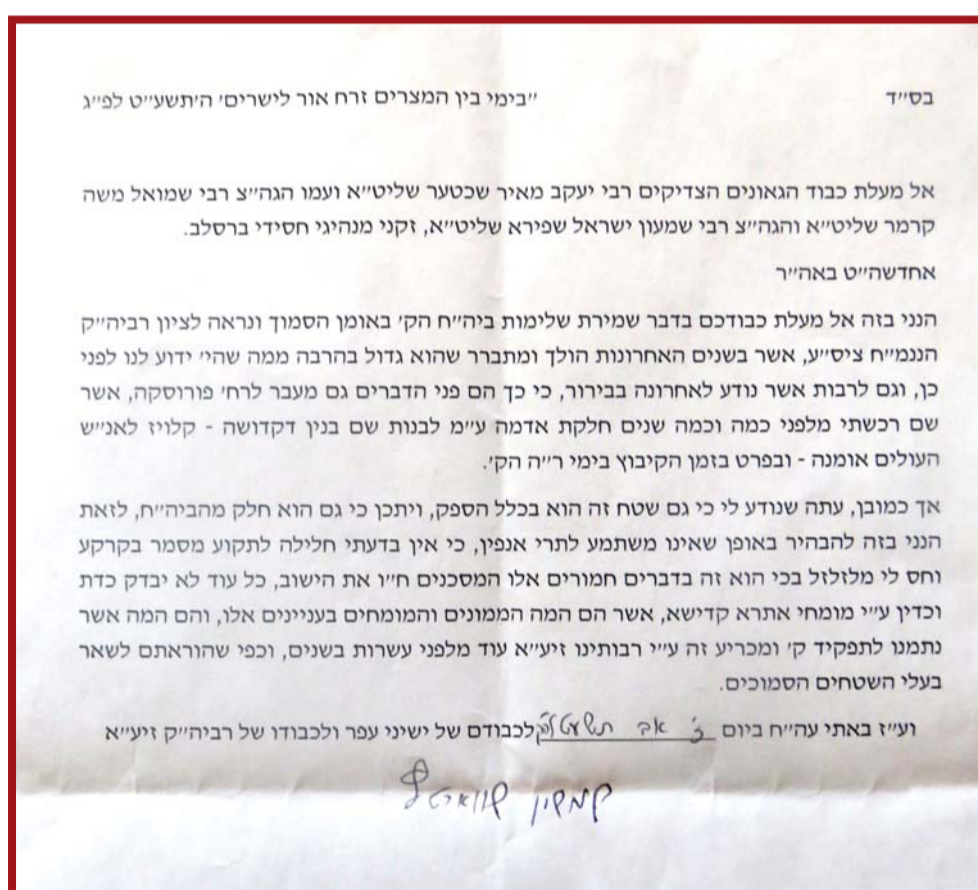 בס״ד ״בימי בין המצרים זרח אור לישרים׳ ה׳תשע״ט לפ״ג
אל מעלת כבוד הגאונים הצדיקים רבי יעקב מאיר שכטער שליט״א ועמו הגה״צ רבי שמואל משה
קרמר שליט״א והגה״צ רבי שמעון ישראל שפירא שליט״א, זקני מנהיגי חסידי ברסלב.
אחדשה״ט באה״ר
הנני בזה אל מעלת כבודכם בדבר שמירת שלימות ביה״ח הק׳ באומן הסמוך ונראה לציון רביה״ק
הננמ״ח ציס״ע, אשר בשנים האחרונות הולך ומתברר שהוא גדול בהרבה ממה שהי׳ ידוע לנו לפני
כן, וגם לרבות אשר נודע לאחרונה בבירור, כי כך הם פני הדברים גם מעבר לרח׳ פורוסקה, אשר
שם רכשתי מלפני כמה וכמה שנים חלקת אדמה ע״מ לבנות שם בנין דקדושה - קלויז לאנ״ש
העולים אומנה - ובפרט בזמן הקיבוץ בימי ר״ה הק׳.
אך כמובן, עתה שנודע לי כי גם שטח זה הוא בכלל הספק, ויתכן כי גם הוא חלק מהביה״ח, לזאת
הנני בזה להבהיר באופן שאינו משתמע לתרי אנפין, כי אין בדעתי חלילה לתקוע מסמר בקרקע
וחס לי מלזלזל בכי הוא זה בדברים חמורים אלו המסכנים ח״ו את הישוב, כל עוד לא יבדק כדת
וכדין ע״י מומחי אתרא קדישא, אשר הם המה הממונים והמומחים בעניינים אלו, והם המה אשר
נתמנו לתפקיד ק׳ ומכריע זה ע״י רבותינו זיע״א עוד מלפני עשרות בשנים, וכפי שהוראתם לשאר
בעלי השטחים הסמוכים.
ועי״ז באתי עה״ח ביום ז׳ אב תשע״ט לכבודם של ישיני עפר ולכבודו של רביה״ק זיע״א
שווארטץ